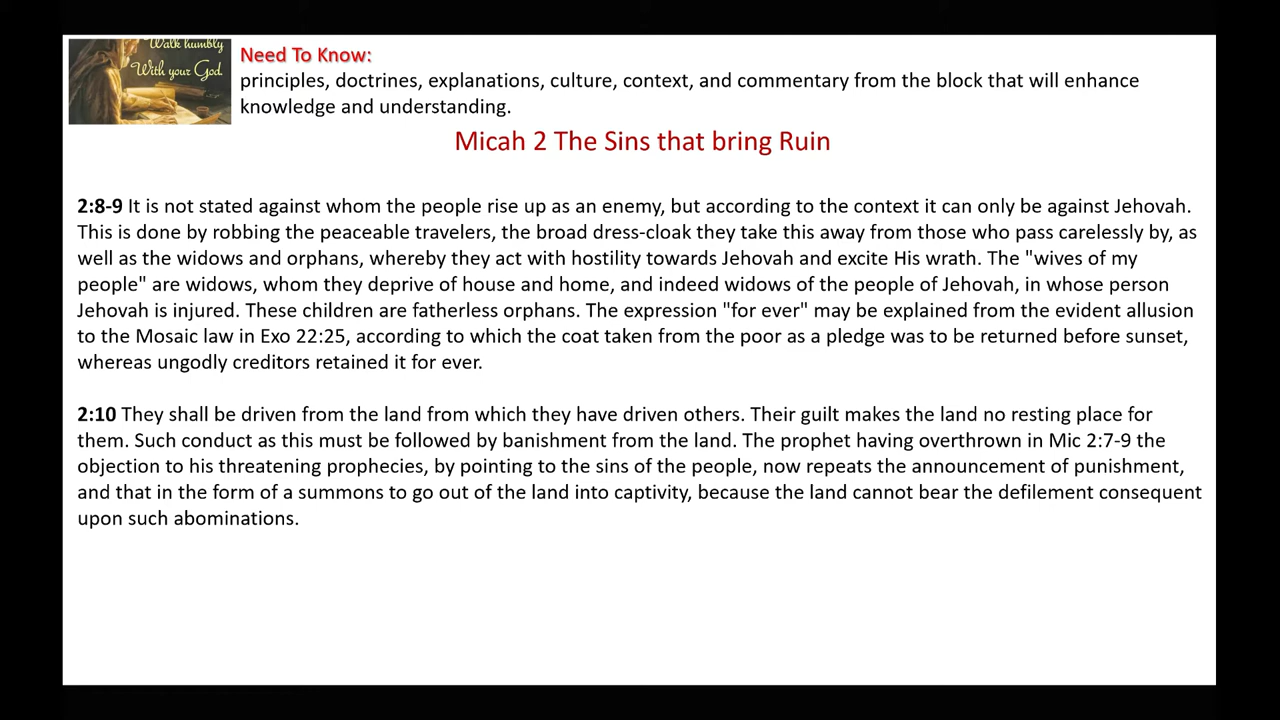 Walk humbly
With your God.
Need To Know:
principles, doctrines, explanations, culture, context, and commentary from the block that will enhance
knowledge and understanding.
Micah 2 The Sins that bring Ruin
2:8-9 It is not stated against whom the people rise up as an enemy, but according to the context it can only be against Jehovah.
This is done by robbing the peaceable travelers, the broad dress-cloak they take this away from those who pass carelessly by, as
well as the widows and orphans, whereby they act with hostility towards Jehovah and excite His wrath. The "wives of my
people" are widows, whom they deprive of house and home, and indeed widows of the people of Jehovah, in whose person
Jehovah is injured. These children are fatherless orphans. The expression "for ever" may be explained from the evident allusion
to the Mosaic law in Exo 22:25, according to which the coat taken from the poor as a pledge was to be returned before sunset,
whereas ungodly creditors retained it for ever.
2:10 They shall be driven from the land from which they have driven others. Their guilt makes the land no resting place for
them. Such conduct as this must be followed by banishment from the land. The prophet having overthrown in Mic 2:7-9 the
objection to his threatening prophecies, by pointing to the sins of the people, now repeats the announcement of punishment,
and that in the form of a summons to go out of the land into captivity, because the land cannot bear the defilement consequent
upon such abominations.